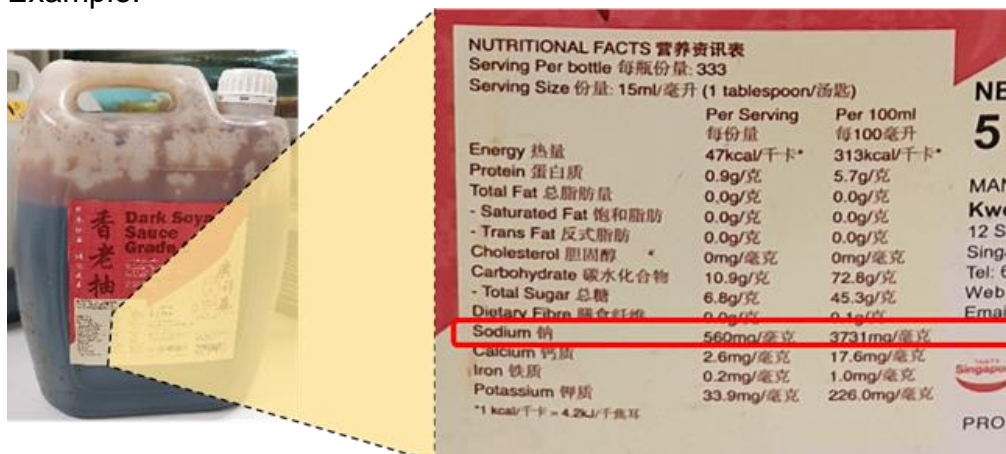 Example:
香老抽
Dark Soya
Sauce
Grade
NUTRITIONAL FACTS 营养资讯表
Serving Per bottle 每瓶份量: 333
Serving Size 份量: 15ml/毫升 (1 tablespoon/汤匙)
Per Serving Per 100ml
每份量 每100毫升
Energy 热量 47kcal/千卡* 313kcal/千卡*
Protein 蛋白质 0.9g/克 5.7g/克
Total Fat 总脂肪量 0.0g/克 0.0g/克
- Saturated Fat 饱和脂肪 0.0g/克 0.0g/克
- Trans Fat 反式脂肪 0.0g/克 0.0g/克
Cholesterol 胆固醇 0mg/毫克 0mg/毫克
Carbohydrate 碳水化合物 10.9g/克 72.8g/克
- Total Sugar 总糖 6.8g/克 45.3g/克
Dietary Fibre 膳食纤维 0.0g/克 0.1g/克
Sodium 钠 560mg/毫克 3731mg/毫克
Calcium 钙质 2.6mg/毫克 17.6mg/毫克
Iron 铁质 0.2mg/毫克 1.0mg/毫克
Potassium 钾质 33.9mg/毫克 226.0mg/毫克
*1 kcal/千卡 = 4.2kJ/千焦耳
NE
5
MAN
Kwo
12 S
Sing
Tel: 6
Web
Emai
Singapo
PRO